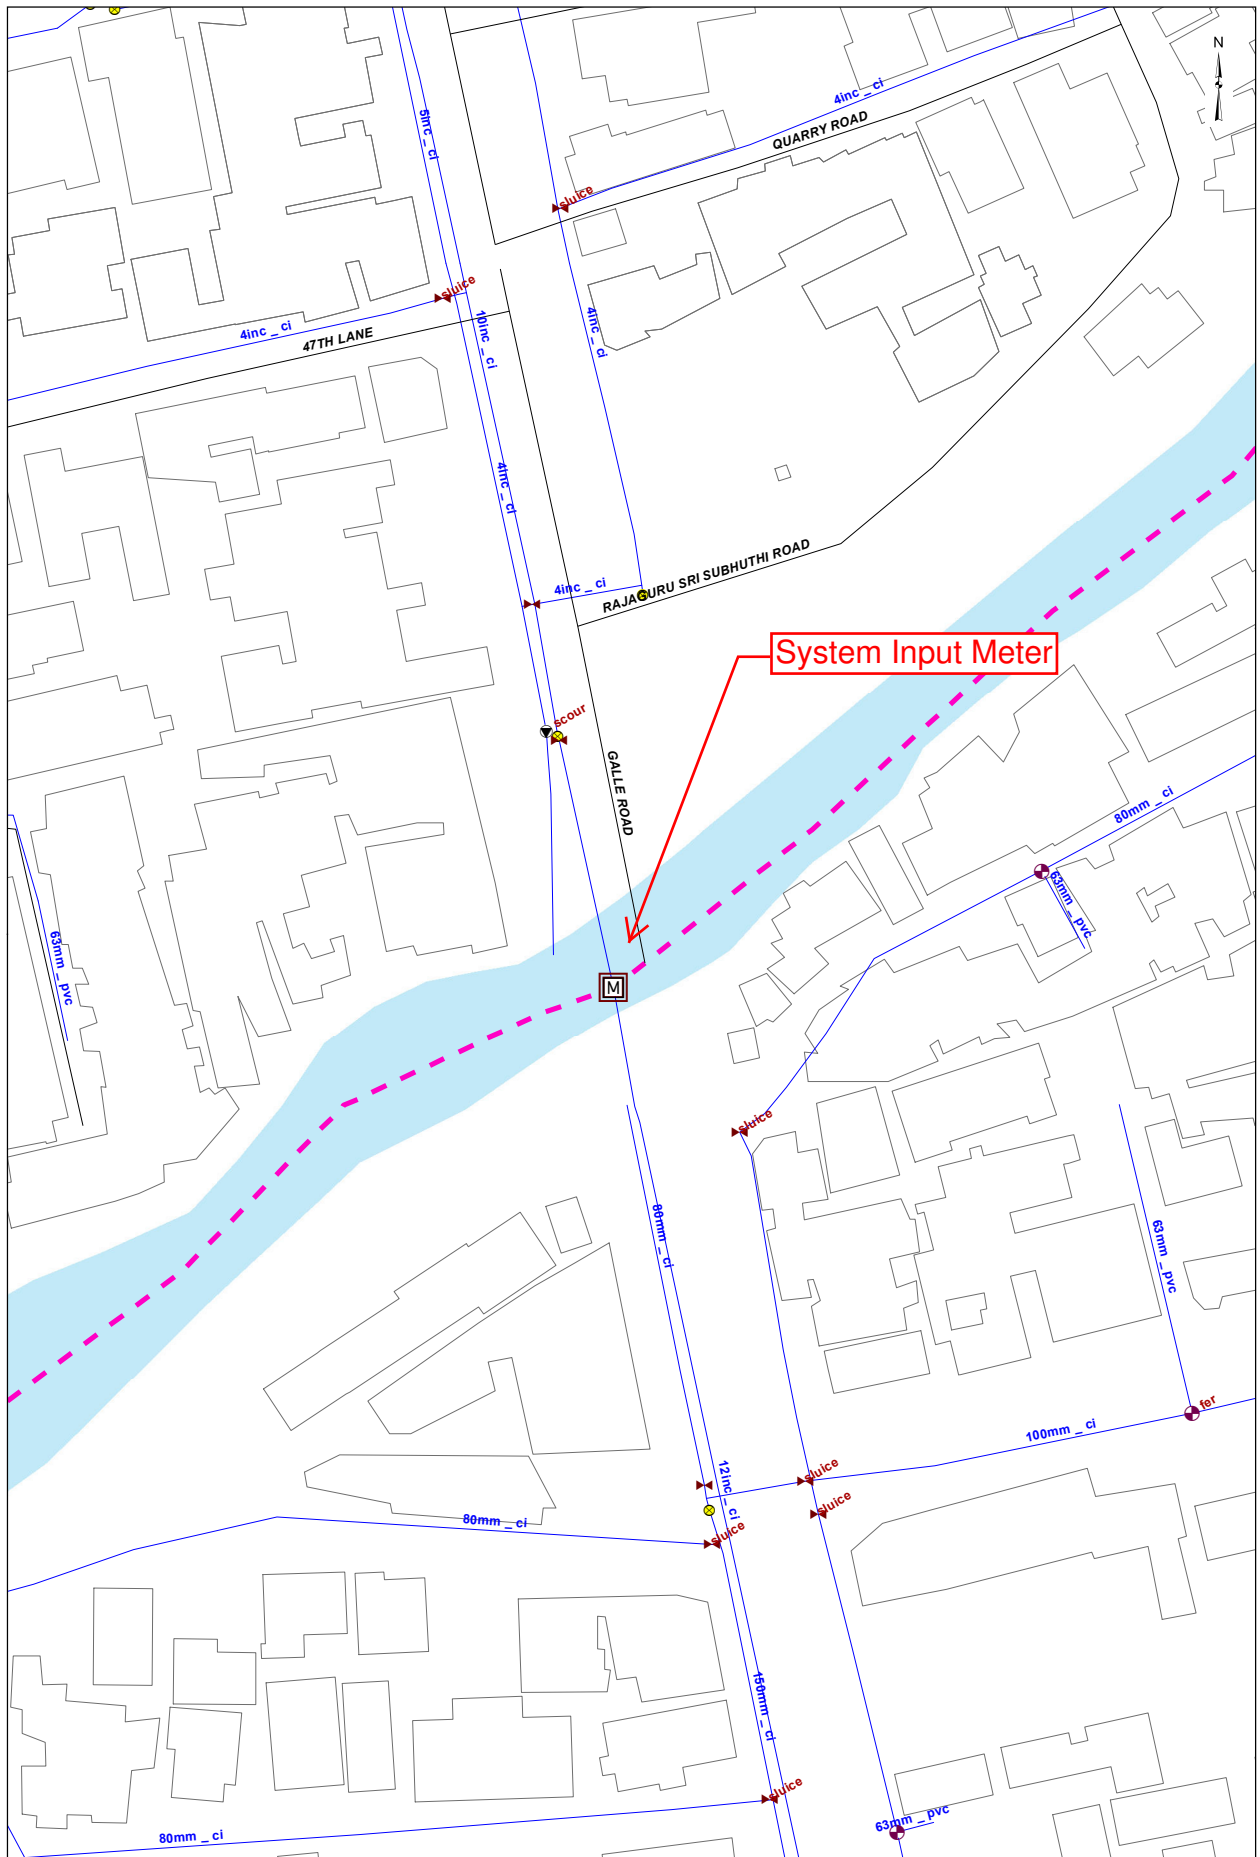 N
5inc _ ci
4inc _ ci
QUARRY ROAD
sluice
sluice
4inc _ ci
47TH LANE
10inc _ ci
4inc _ ci
4inc _ ci
4inc _ ci
RAJAGURU SRI SUBHUTHI ROAD
System Input Meter
scour
GALLE ROAD
80mm _ ci
63mm _ pvc
63mm _ pvc
M
sluice
80mm _ ci
63mm _ pvc
fer
100mm _ ci
sluice
12inc _ ci
sluice
80mm _ ci
sluice
150mm _ ci
sluice
63mm _ pvc
80mm _ ci